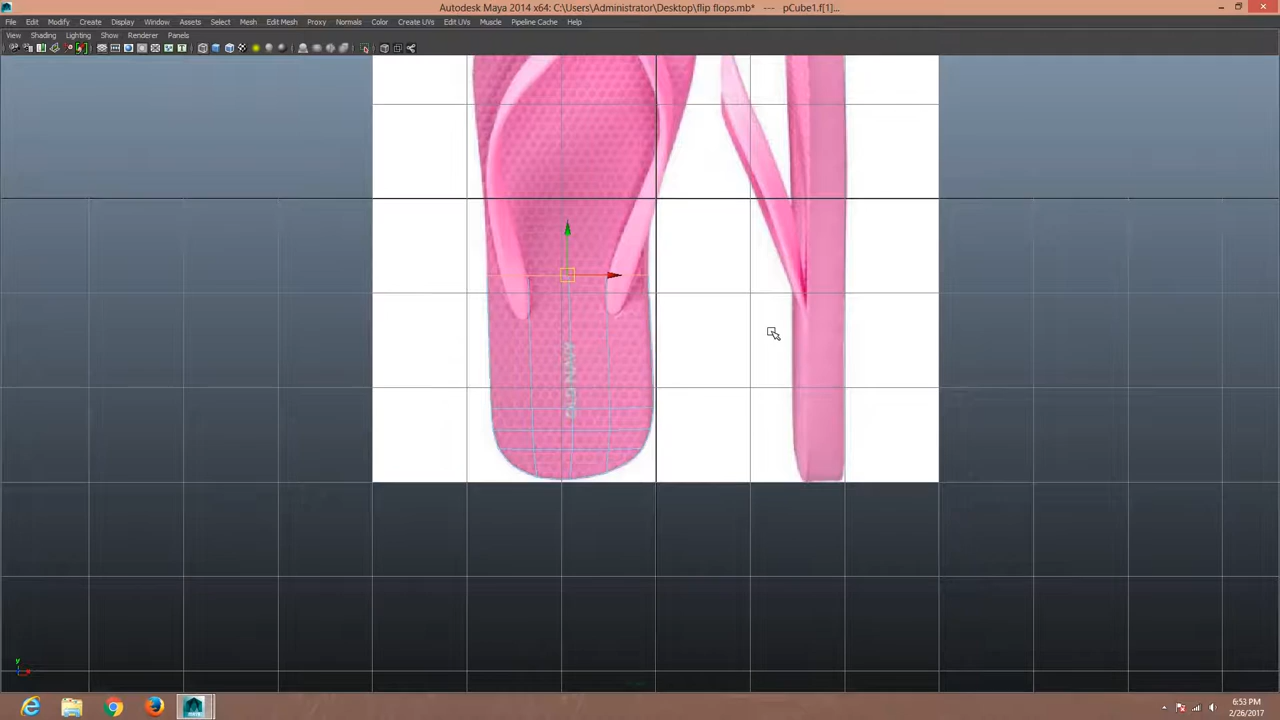 Autodesk Maya 2014 x64: C:\Users\Administrator\Desktop\flip flops.mb* --- pCube1.f[1]...
File Edit Modify Create Display Window Assets Select Mesh Edit Mesh Proxy Normals Color Create UVs Edit UVs Muscle Pipeline Cache Help
View Shading Lighting Show Renderer Panels
OLD NAVY
y
6:53 PM
2/26/2017